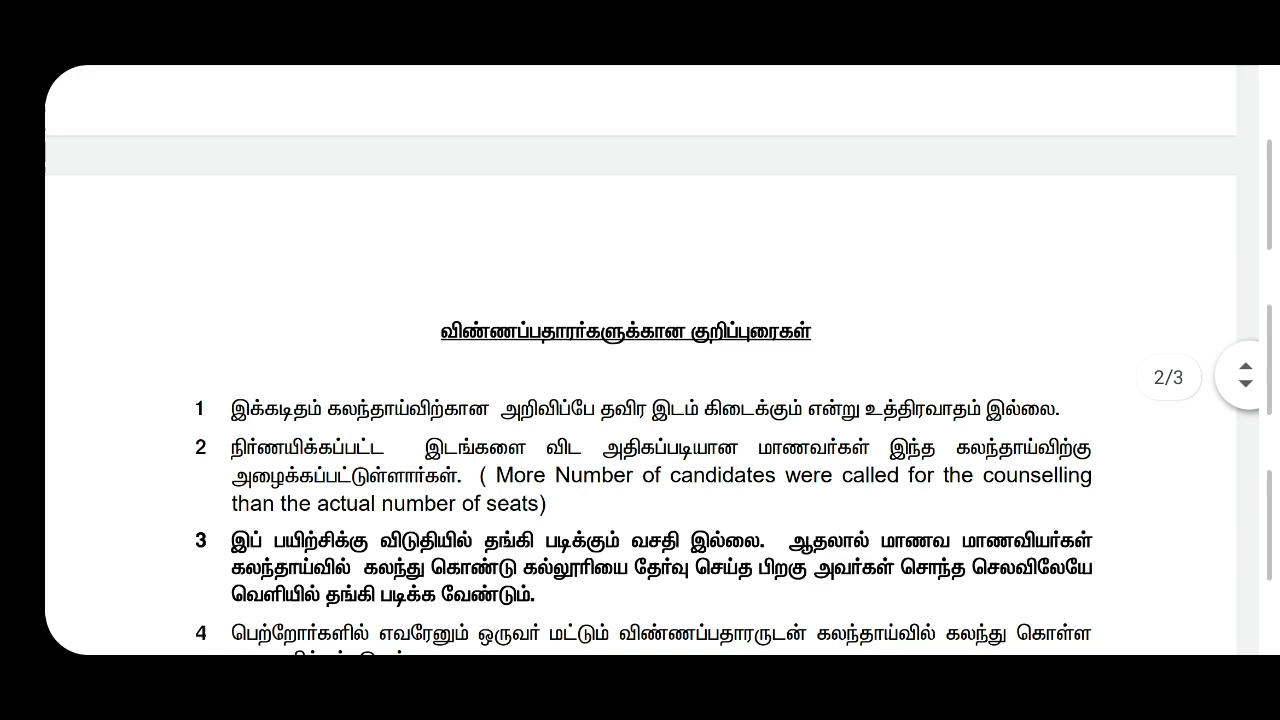 விண்ணப்பதாரர்களுக்கான குறிப்புரைகள்
2/3
1 இக்கடிதம் கலந்தாய்விற்கான அறிவிப்பே தவிர இடம் கிடைக்கும் என்று உத்திரவாதம் இல்லை.
2 நிர்ணயிக்கப்பட்ட இடங்களை விட அதிகப்படியான மாணவர்கள் இந்த கலந்தாய்விற்கு
அழைக்கப்பட்டுள்ளார்கள். ( More Number of candidates were called for the counselling
than the actual number of seats)
3 இப் பயிற்சிக்கு விடுதியில் தங்கி படிக்கும் வசதி இல்லை. ஆதலால் மாணவ மாணவியர்கள்
கலந்தாய்வில் கலந்து கொண்டு கல்லூரியை தேர்வு செய்த பிறகு அவர்கள் சொந்த செலவிலேயே
வெளியில் தங்கி படிக்க வேண்டும்.
4 பெற்றோர்களில் எவரேனும் ஒருவர் மட்டும் விண்ணப்பதாரருடன் கலந்தாய்வில் கலந்து கொள்ள